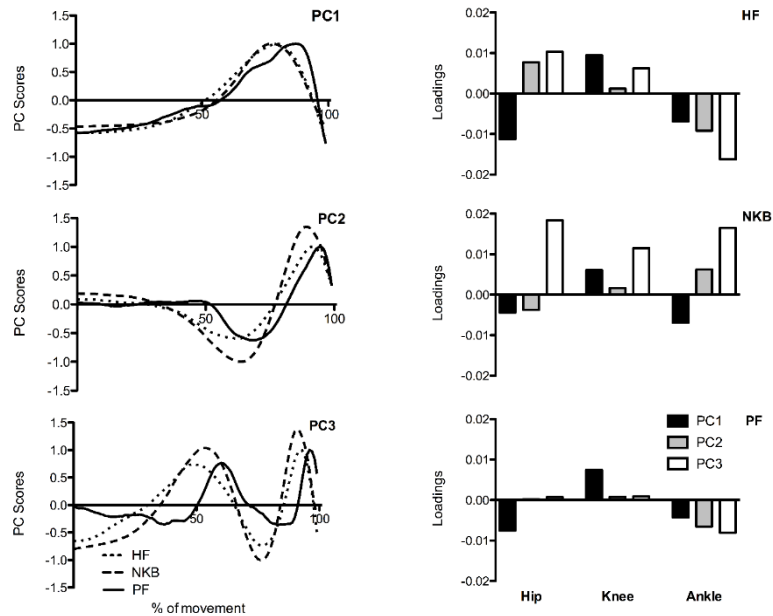 PC1
PC Scores
1.5
1.0
0.5
0.0
-0.5
-1.0
-1.5
50
100
PC2
PC Scores
1.5
1.0
0.5
0.0
-0.5
-1.0
-1.5
50
100
PC3
PC Scores
1.5
1.0
0.5
0.0
-0.5
-1.0
-1.5
50
100
HF
NKB
PF
% of movement
HF
Loadings
0.02
0.01
0.00
-0.01
-0.02
NKB
Loadings
0.02
0.01
0.00
-0.01
-0.02
PF
Loadings
0.02
0.01
0.00
-0.01
-0.02
PC1
PC2
PC3
Hip Knee Ankle